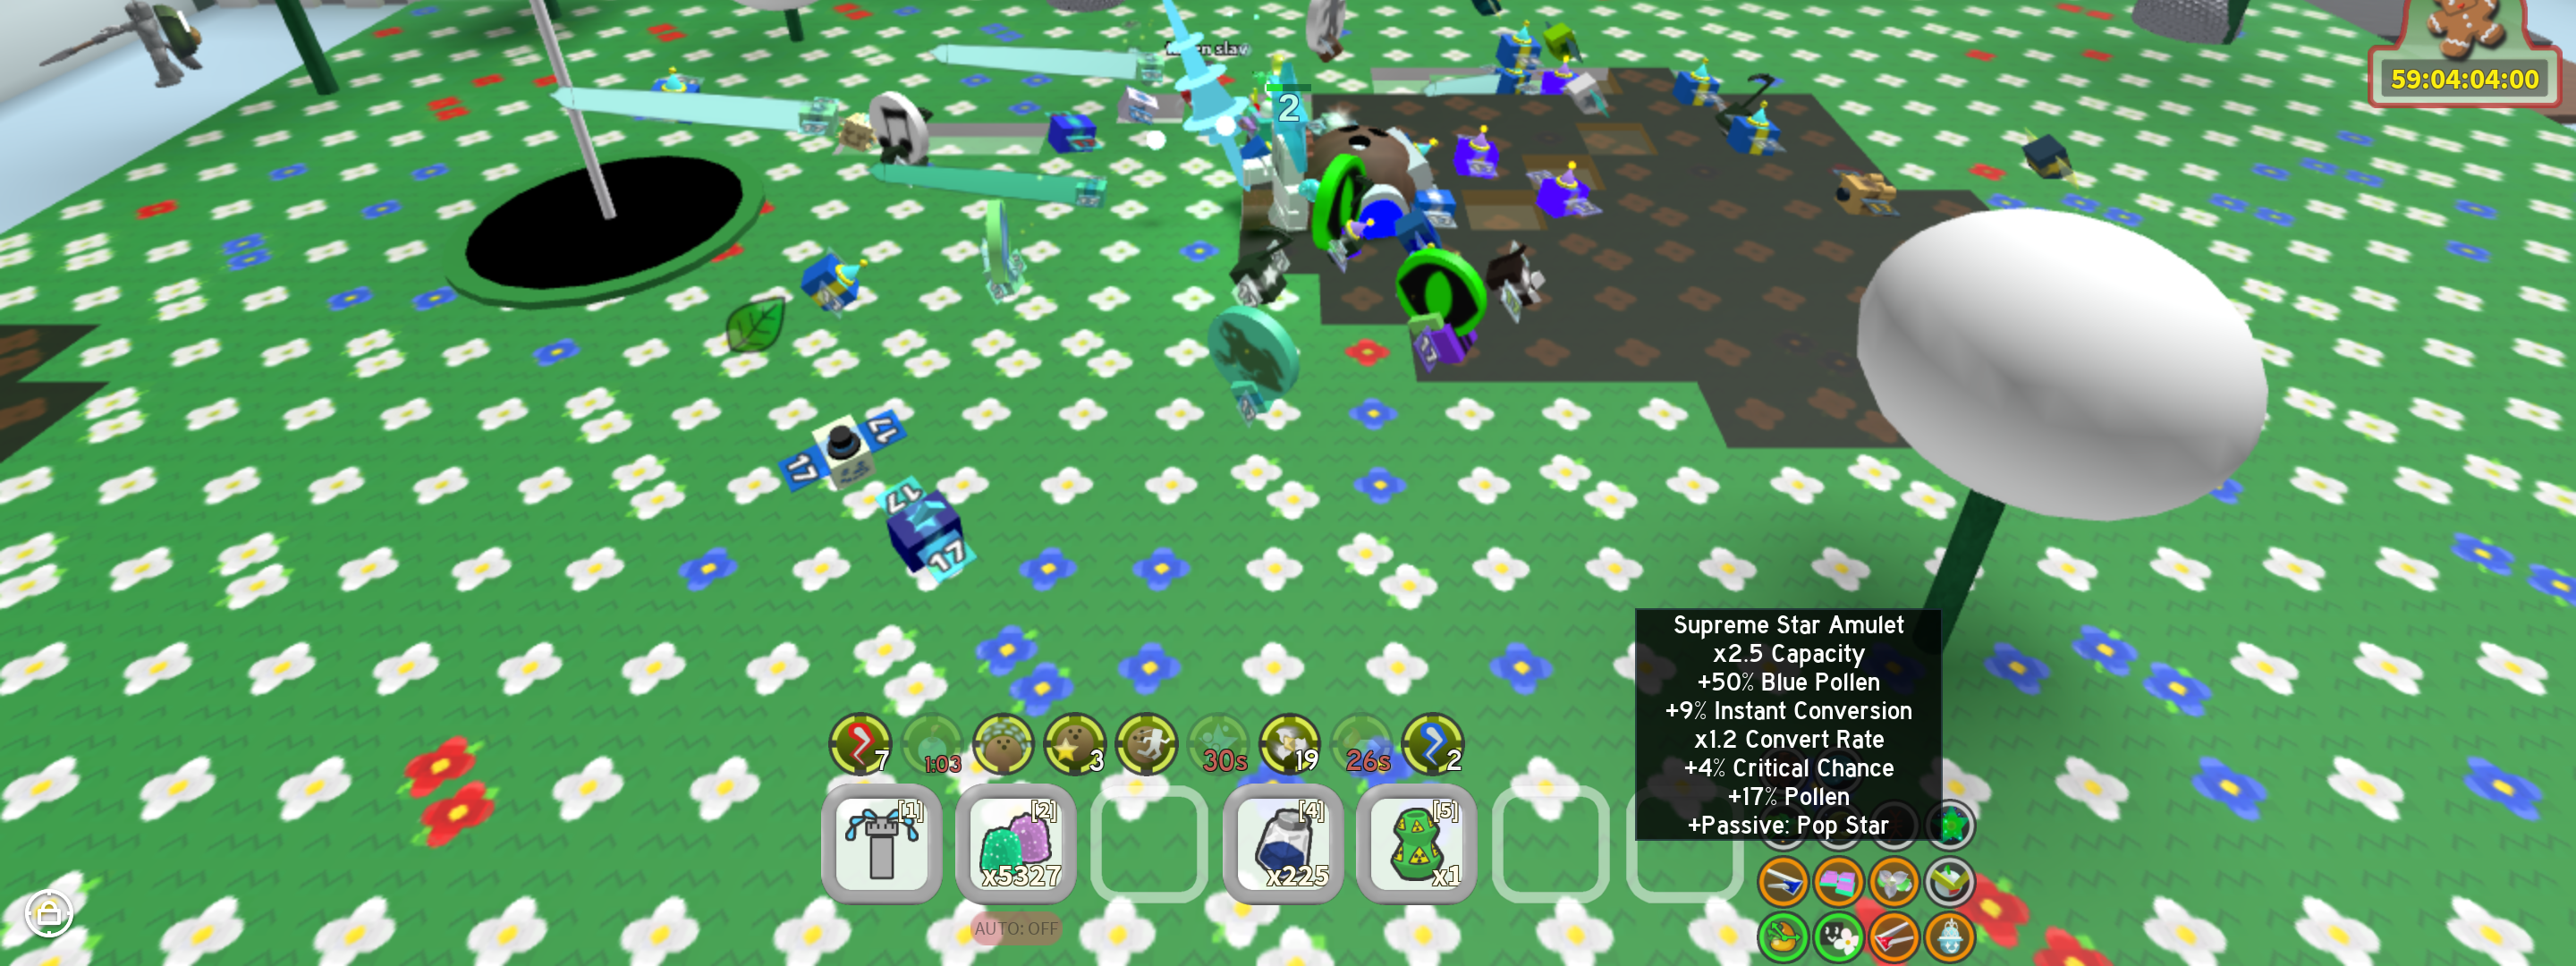 59:04:04:00
2
17
17
17
17
17
Supreme Star Amulet
x2.5 Capacity
+50% Blue Pollen
+9% Instant Conversion
x1.2 Convert Rate
+4% Critical Chance
+17% Pollen
+Passive: Pop Star
7
1:03
3
30s
19
26s
2
[1]
[2]
x5327
[4]
x225
[5]
x1
AUTO: OFF